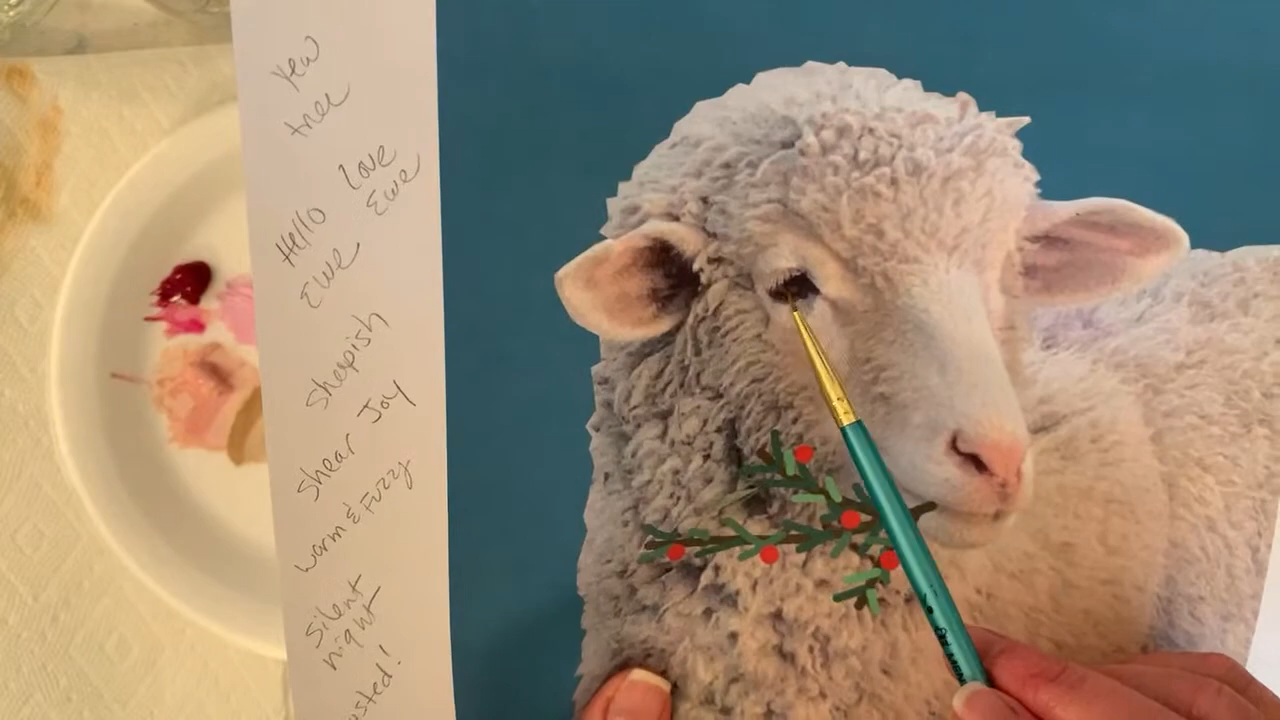 Yew
tree
Love
Ewe
Hello
Ewe
Sheepish
Shear Joy
warm & Fuzzy
Silent
night